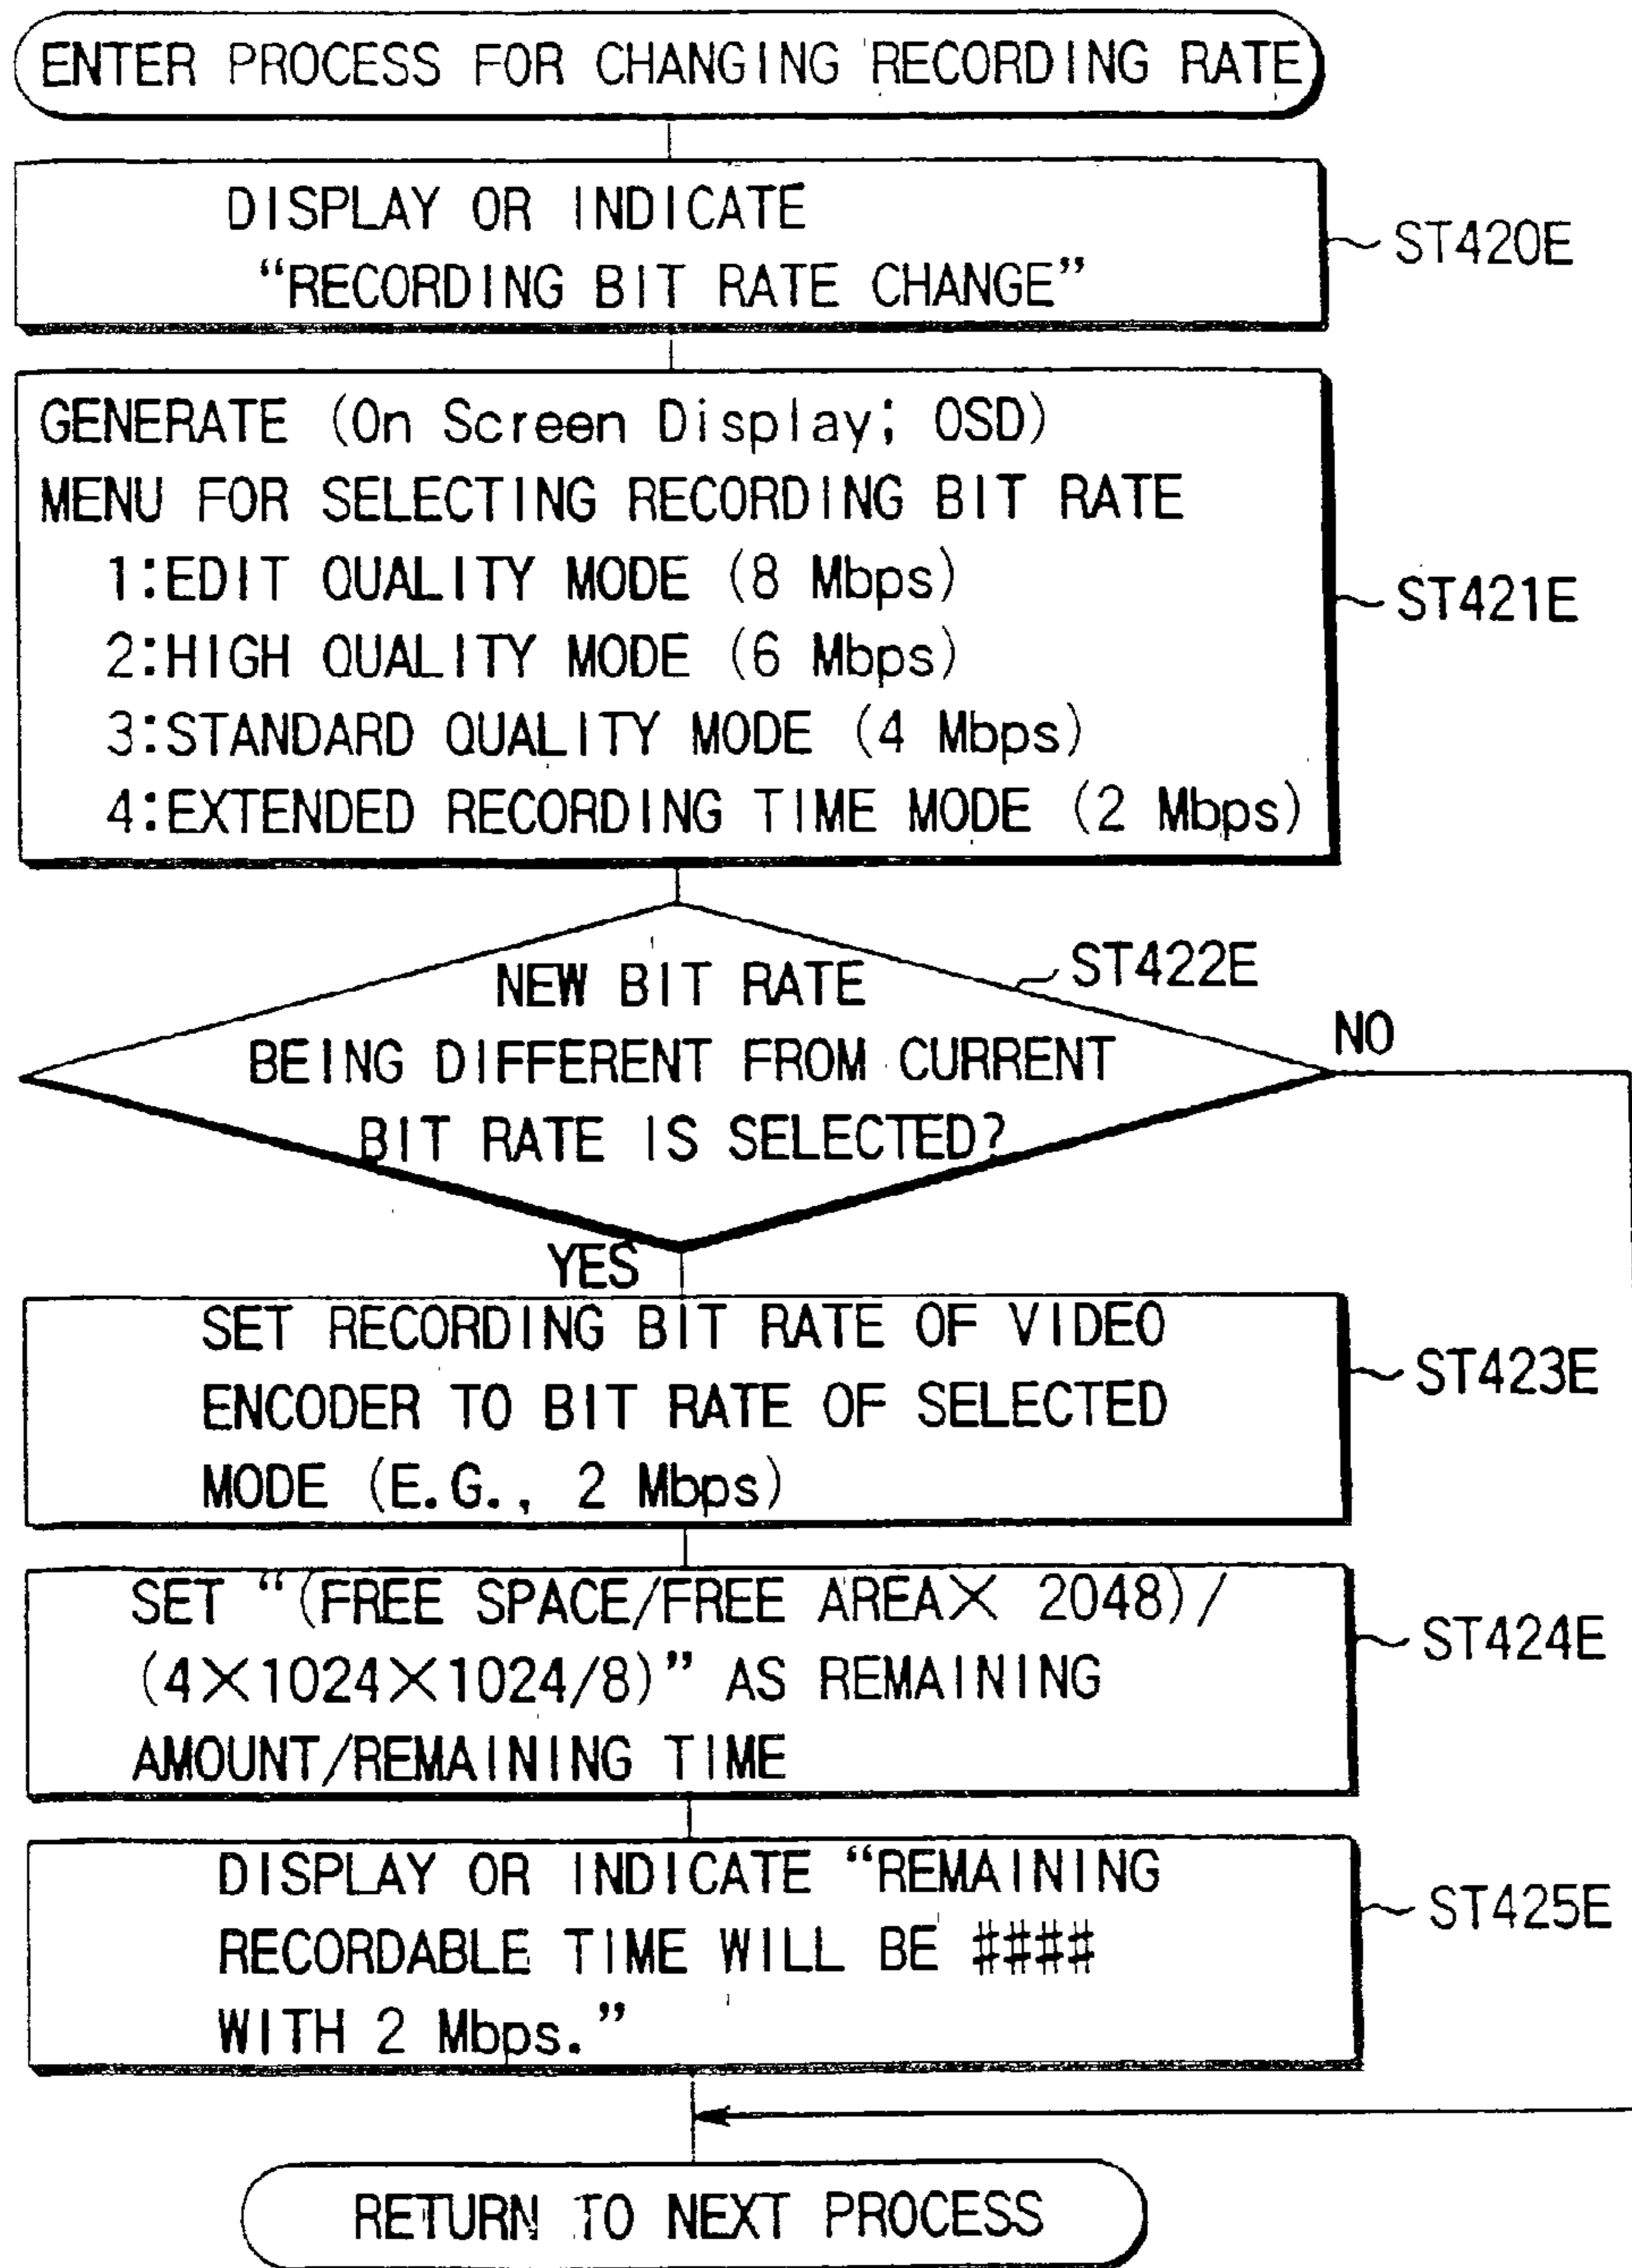 ENTER PROCESS FOR CHANGING RECORDING RATE
DISPLAY OR INDICATE
“RECORDING BIT RATE CHANGE”
ST420E
GENERATE (On Screen Display; OSD)
MENU FOR SELECTING RECORDING BIT RATE
1:EDIT QUALITY MODE (8 Mbps)
2:HIGH QUALITY MODE (6 Mbps)
3:STANDARD QUALITY MODE (4 Mbps)
4:EXTENDED RECORDING TIME MODE (2 Mbps)
ST421E
NEW BIT RATE
BEING DIFFERENT FROM CURRENT
BIT RATE IS SELECTED?
ST422E
NO
YES
SET RECORDING BIT RATE OF VIDEO
ENCODER TO BIT RATE OF SELECTED
MODE (E.G., 2 Mbps)
ST423E
SET “(FREE SPACE/FREE AREA× 2048)/
(4×1024×1024/8)” AS REMAINING
AMOUNT/REMAINING TIME
ST424E
DISPLAY OR INDICATE “REMAINING
RECORDABLE TIME WILL BE ####
WITH 2 Mbps.”
ST425E
RETURN TO NEXT PROCESS